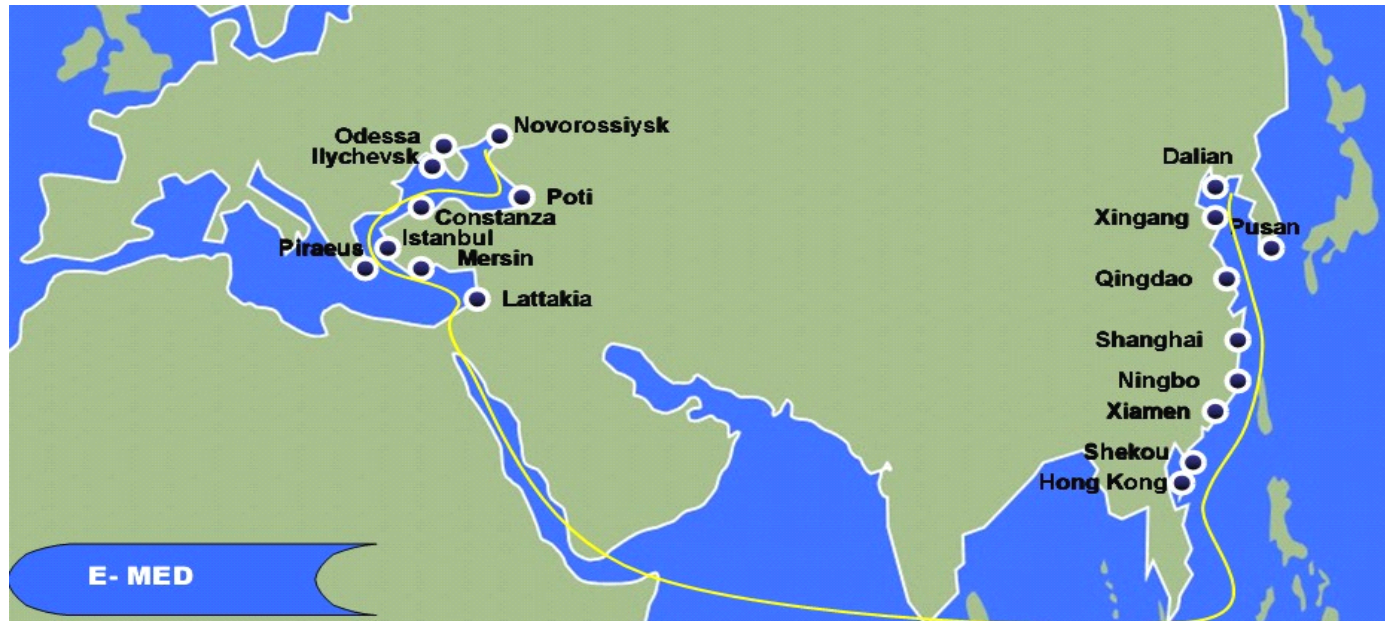 Novorossiysk
Odessa
Ilychevsk
Poti
Constanza
Istanbul
Piraeus
Mersin
Lattakia
Dalian
Xingang
Pusan
Qingdao
Shanghai
Ningbo
Xiamen
Shekou
Hong Kong
E- MED